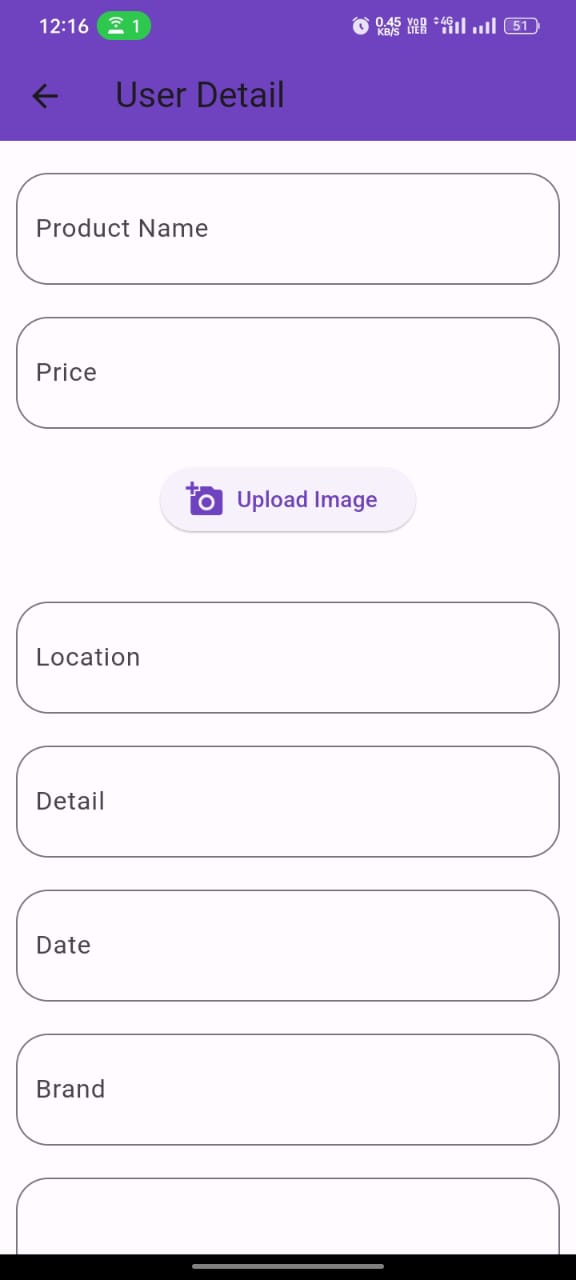 12:16 1 0.45 KB/S VoD LTE 4G 51
User Detail
Product Name
Price
Upload Image
Location
Detail
Date
Brand